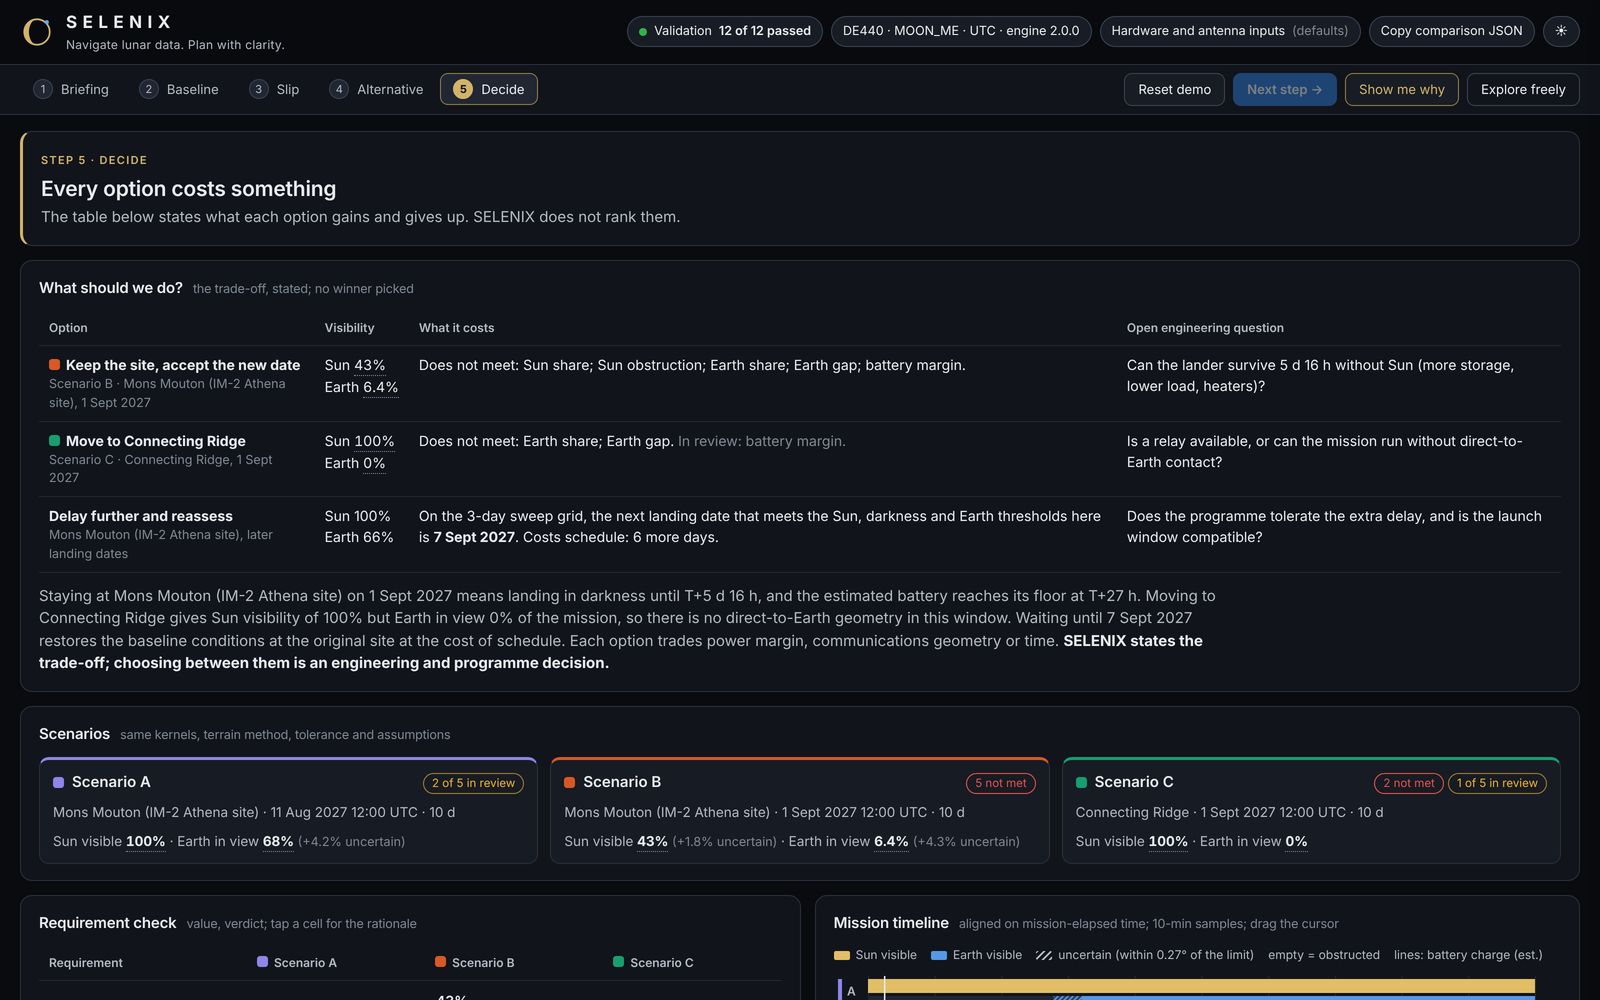 SELENIX
Navigate lunar data. Plan with clarity.
Validation 12 of 12 passed
DE440 · MOON_ME · UTC · engine 2.0.0
Hardware and antenna inputs (defaults)
Copy comparison JSON
1 Briefing
2 Baseline
3 Slip
4 Alternative
5 Decide
Reset demo
Next step →
Show me why
Explore freely
STEP 5 · DECIDE
Every option costs something
The table below states what each option gains and gives up. SELENIX does not rank them.
What should we do? the trade-off, stated; no winner picked
Option Visibility What it costs Open engineering question
Keep the site, accept the new date
Scenario B · Mons Mouton (IM-2 Athena
site), 1 Sept 2027
Sun 43%
Earth 6.4%
Does not meet: Sun share; Sun obstruction; Earth share; Earth gap; battery margin.
Can the lander survive 5 d 16 h without Sun (more storage,
lower load, heaters)?
Move to Connecting Ridge
Scenario C · Connecting Ridge, 1 Sept
2027
Sun 100%
Earth 0%
Does not meet: Earth share; Earth gap. In review: battery margin.
Is a relay available, or can the mission run without direct-to-
Earth contact?
Delay further and reassess
Mons Mouton (IM-2 Athena site), later
landing dates
Sun 100%
Earth 66%
On the 3-day sweep grid, the next landing date that meets the Sun, darkness and Earth thresholds here
is 7 Sept 2027. Costs schedule: 6 more days.
Does the programme tolerate the extra delay, and is the launch
window compatible?
Staying at Mons Mouton (IM-2 Athena site) on 1 Sept 2027 means landing in darkness until T+5 d 16 h, and the estimated battery reaches its floor at T+27 h. Moving to
Connecting Ridge gives Sun visibility of 100% but Earth in view 0% of the mission, so there is no direct-to-Earth geometry in this window. Waiting until 7 Sept 2027
restores the baseline conditions at the original site at the cost of schedule. Each option trades power margin, communications geometry or time. SELENIX states the
trade-off; choosing between them is an engineering and programme decision.
Scenarios same kernels, terrain method, tolerance and assumptions
Scenario A 2 of 5 in review
Mons Mouton (IM-2 Athena site) · 11 Aug 2027 12:00 UTC · 10 d
Sun visible 100% · Earth in view 68% (+4.2% uncertain)
Scenario B 5 not met
Mons Mouton (IM-2 Athena site) · 1 Sept 2027 12:00 UTC · 10 d
Sun visible 43% (+1.8% uncertain) · Earth in view 6.4% (+4.3% uncertain)
Scenario C 2 not met 1 of 5 in review
Connecting Ridge · 1 Sept 2027 12:00 UTC · 10 d
Sun visible 100% · Earth in view 0%
Requirement check value, verdict; tap a cell for the rationale
Requirement Scenario A Scenario B Scenario C
43%
Mission timeline aligned on mission-elapsed time; 10-min samples; drag the cursor
Sun visible Earth visible uncertain (within 0.27° of the limit) empty = obstructed lines: battery charge (est.)
A